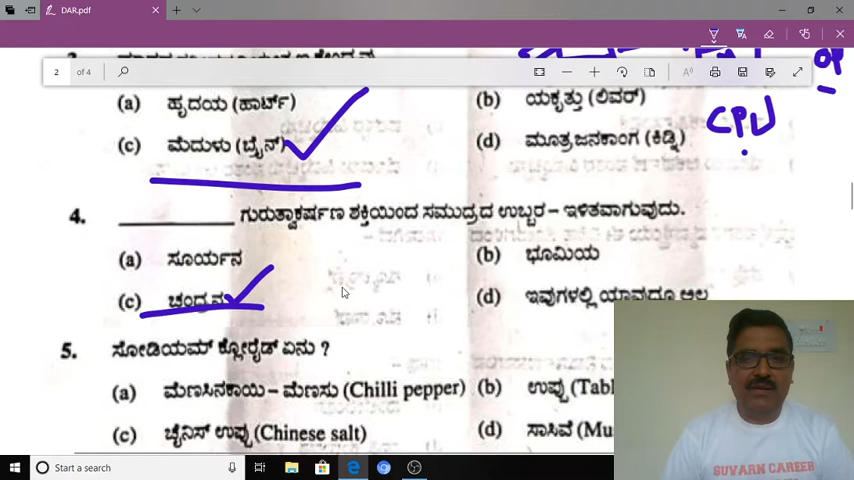 DAR.pdf
2 of 4
(a) ಹೃದಯ (ಹಾರ್ಟ್) (b) ಯಕೃತ್ತು (ಲಿವರ್)
CPU
(c) ಮೆದುಳು (ಬ್ರೈನ್) (d) ಮೂತ್ರಜನಕಾಂಗ (ಕಿಡ್ನಿ)
4. ಗುರುತ್ವಾಕರ್ಷಣ ಶಕ್ತಿಯಿಂದ ಸಮುದ್ರದ ಉಬ್ಬರ – ಇಳಿತವಾಗುವುದು.
(a) ಸೂರ್ಯನ (b) ಭೂಮಿಯ
(c) ಚಂದ್ರನ (d) ಇವುಗಳಲ್ಲಿ ಯಾವುದೂ ಅಲ್ಲ
5. ಸೋಡಿಯಮ್ ಕ್ಲೋರೈಡ್ ಏನು ?
(a) ಮೆಣಸಿನಕಾಯಿ – ಮೆಣಸು (Chilli pepper) (b) ಉಪ್ಪು (Tabl
(c) ಚೈನಿಸ್ ಉಪ್ಪು (Chinese salt) (d) ಸಾಸಿವೆ (Mu
SUVARN CAREER
Start a search